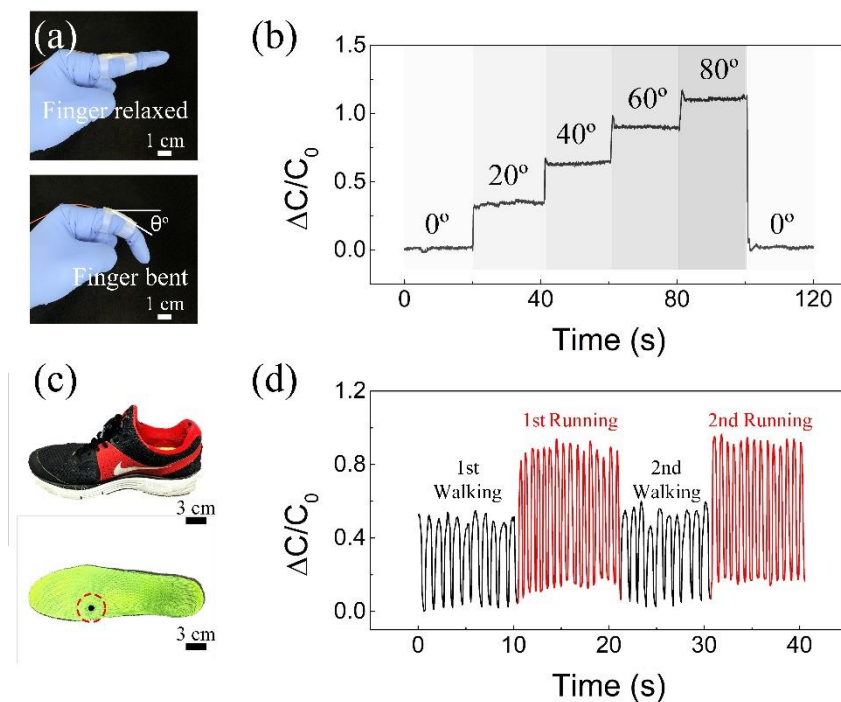 (a)
Finger relaxed
1 cm
θº
Finger bent
1 cm
(b)
1.5
1.0
0.5
0.0
ΔC/C₀
0º
20º
40º
60º
80º
0º
0
40
80
120
Time (s)
(c)
3 cm
3 cm
(d)
1.2
0.8
0.4
0.0
ΔC/C₀
1st
Walking
1st Running
2nd
Walking
2nd Running
0
10
20
30
40
Time (s)